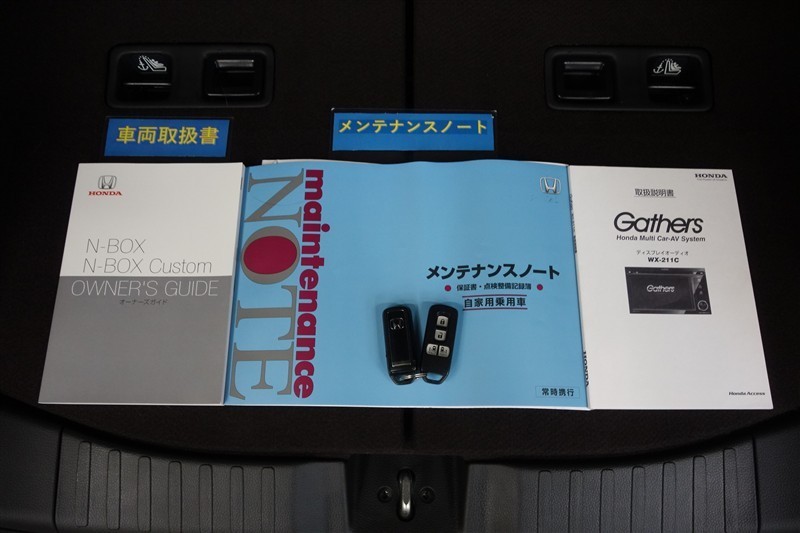 車両取扱書
メンテナンスノート
HONDA
N-BOX
N-BOX Custom
OWNER'S GUIDE
オーナーズガイド
maintenance
NOTE
メンテナンスノート
保証書・点検整備記録簿
自家用乗用車
常時携行
HONDA
HONDA
取扱説明書
Gathers
Honda Multi Car-AV System
ディスプレイオーディオ
WX-211C
Gathers
Honda Access